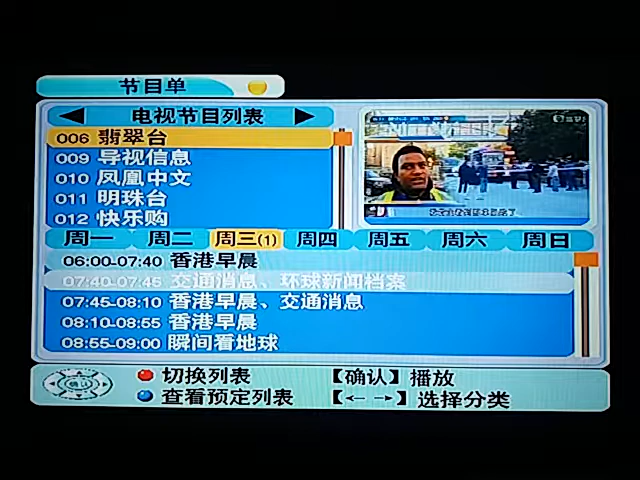 节目单
电视节目列表
006 翡翠台
009 导视信息
010 凤凰中文
011 明珠台
012 快乐购
周一 周二 周三(1) 周四 周五 周六 周日
06:00-07:40 香港早晨
07:40-07:45 交通消息、环球新闻档案
07:45-08:10 香港早晨、交通消息
08:10-08:55 香港早晨
08:55-09:00 瞬间看地球
确认
切换列表 【确认】播放
查看预定列表 【←- -→】选择分类